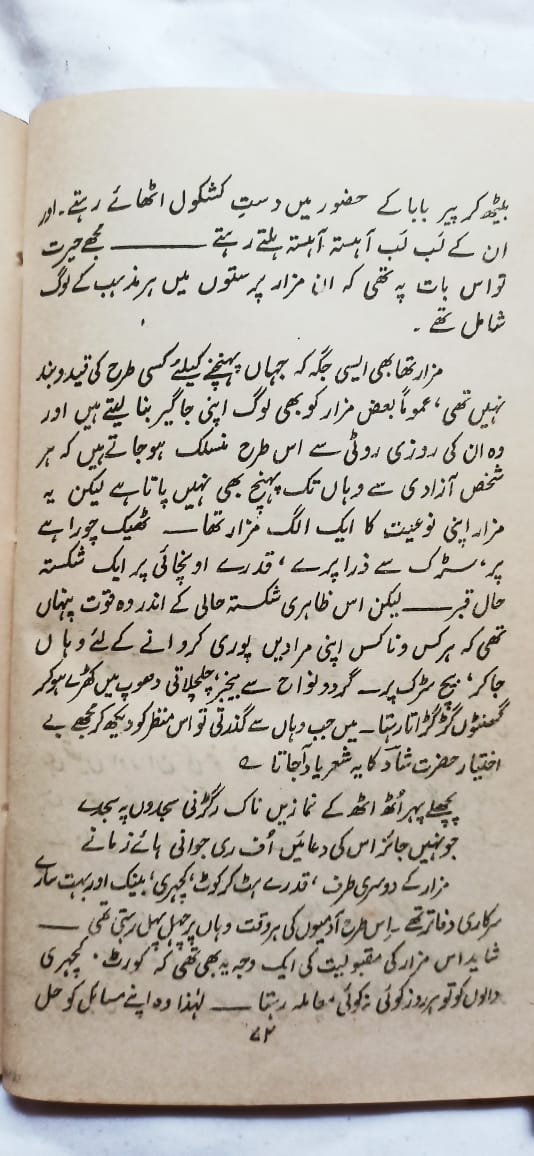 بیٹھ کر پیر بابا کے حضور میں دستِ کشکول اٹھائے رہتے۔ اور
ان کے لَب لَب آہستہ آہستہ ہلتے رہتے ——— مجھے حیرت
تو اس بات پہ تھی کہ ان مزار پرستوں میں ہر مذہب کے لوگ
شامل تھے ۔
مزار تھا بھی ایسی جگہ کہ جہاں پہنچنے کیلئے کسی طرح کی قید و بند
نہیں تھی، عموماً بعض مزار کو بھی لوگ اپنی جاگیر بنا لیتے ہیں اور
وہ ان کی روزی روٹی سے اس طرح منسلک ہو جاتے ہیں کہ ہر
شخص آزادی سے وہاں تک پہنچ بھی نہیں پاتا ہے لیکن یہ
مزار اپنی نوعیت کا ایک الگ مزار تھا — ٹھیک چوراہے
پر، سڑک سے ذرا پرے، قدرے اونچائی پر ایک شکستہ
حال قبر —— لیکن اس ظاہری شکستہ حالی کے اندر وہ قوت پنہاں
تھی کہ ہر کس و ناکس اپنی مرادیں پوری کروانے کے لئے وہاں
جا کر، بیچ سڑک پر — گرد و نواح سے بیخبر، چلچلاتی دھوپ میں کھڑے ہو کر
گھنٹوں گڑگڑاتا رہتا۔ میں جب وہاں سے گذرتی تو اس منظر کو دیکھ کر مجھے بے
اختیار حضرت شادؔ کا یہ شعر یاد آجاتا ؎
پچھلے پہر اُٹھ اٹھ کے نمازیں ناک رگڑنی سجدوں پہ سجدے
جو نہیں جائز اس کی دعائیں اُف ری جوانی ہائے زمانے
مزار کے دوسری طرف، قدرے ہٹ کر کوٹ، کچہری، بینک اور بہت سارے
سرکاری دفاتر تھے۔ اِس طرح آدمیوں کی ہر وقت وہاں پر چہل پہل رہتی تھی —
شاید اس مزار کی مقبولیت کی ایک وجہ یہ بھی تھی کہ کورٹ، کچہری
والوں کو تو ہر روز کوئی نہ کوئی معاملہ رہتا —— لہٰذا وہ اپنے مسائل کو حل
۷۲